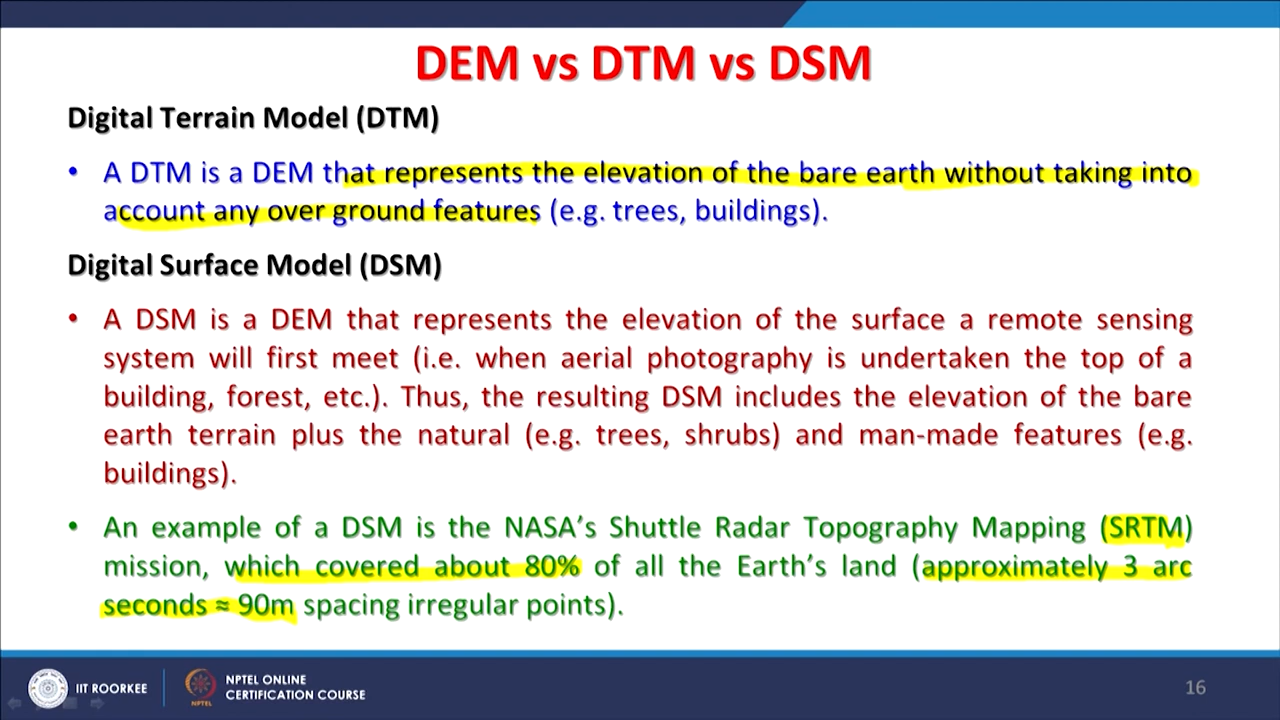 DEM vs DTM vs DSM
Digital Terrain Model (DTM)
• A DTM is a DEM that represents the elevation of the bare earth without taking into
account any over ground features (e.g. trees, buildings).
Digital Surface Model (DSM)
• A DSM is a DEM that represents the elevation of the surface a remote sensing
system will first meet (i.e. when aerial photography is undertaken the top of a
building, forest, etc.). Thus, the resulting DSM includes the elevation of the bare
earth terrain plus the natural (e.g. trees, shrubs) and man-made features (e.g.
buildings).
• An example of a DSM is the NASA’s Shuttle Radar Topography Mapping (SRTM)
mission, which covered about 80% of all the Earth’s land (approximately 3 arc
seconds ≈ 90m spacing irregular points).
IIT ROORKEE
NPTEL
NPTEL ONLINE
CERTIFICATION COURSE
16